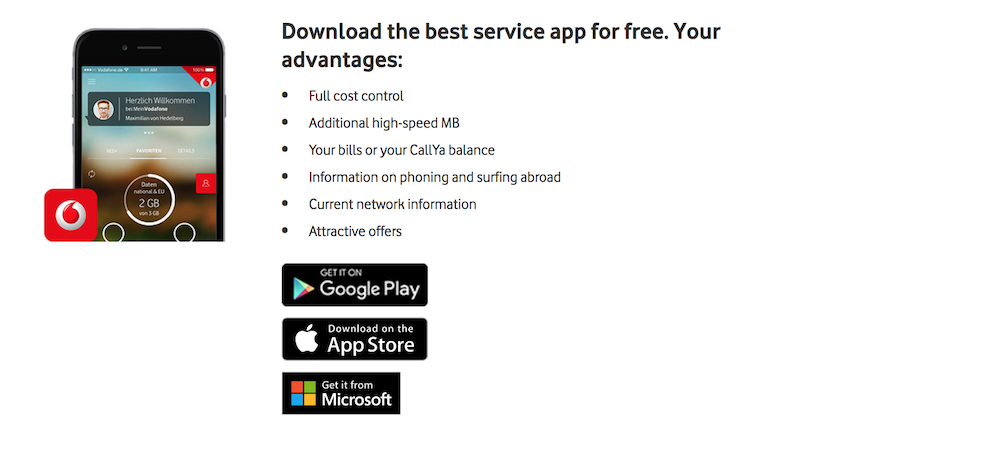 Download the best service app for free. Your
advantages:
Full cost control
Additional high-speed MB
Your bills or your CallYa balance
Information on phoning and surfing abroad
Current network information
Attractive offers
GET IT ON
Google Play
Download on the
App Store
Get it from
Microsoft
Vodafone.de
9:41 AM
100%
Herzlich Willkommen
bei MeinVodafone
Maximilian von Hedelberg
FAVORITEN
DETAILS
Daten
national & EU
2 GB
von 3 GB